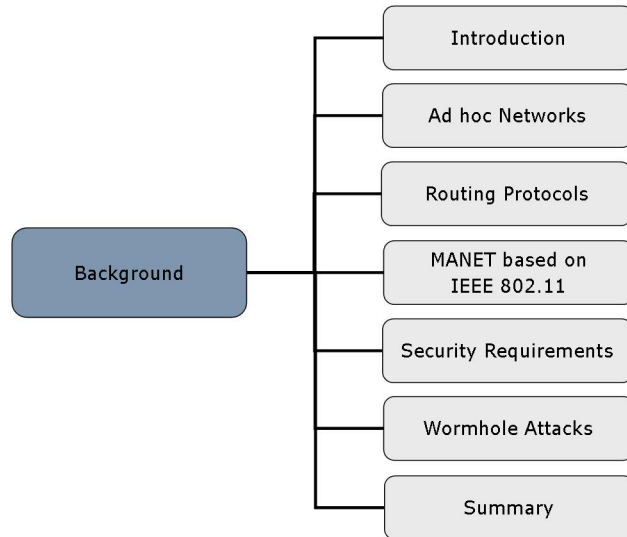 Introduction
Ad hoc Networks
Routing Protocols
Background
MANET based on
IEEE 802.11
Security Requirements
Wormhole Attacks
Summary